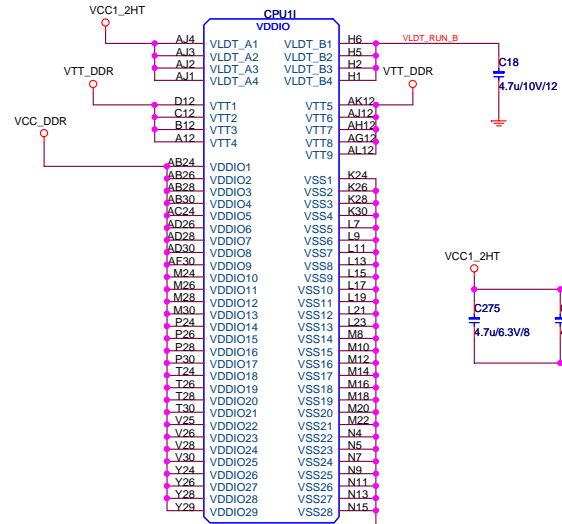 VCC1_2HT
CPU1I
VDDIO
AJ4 VLDT_A1 VLDT_B1 H6 VLDT_RUN_B
AJ3 VLDT_A2 VLDT_B2 H5
AJ2 VLDT_A3 VLDT_B3 H2
AJ1 VLDT_A4 VLDT_B4 H1
C18
4.7u/10V/12
VTT_DDR
VTT_DDR
D12 VTT1 VTT5 AK12
C12 VTT2 VTT6 AJ12
B12 VTT3 VTT7 AH12
A12 VTT4 VTT8 AG12
VTT9 AL12
VCC_DDR
AB24 VDDIO1
AB26 VDDIO2 VSS1 K24
AB28 VDDIO3 VSS2 K26
AB30 VDDIO4 VSS3 K28
AC24 VDDIO5 VSS4 K30
AD26 VDDIO6 VSS5 L7
AD28 VDDIO7 VSS6 L9
AD30 VDDIO8 VSS7 L11
AF30 VDDIO9 VSS8 L13
M24 VDDIO10 VSS9 L15
M26 VDDIO11 VSS10 L17
M28 VDDIO12 VSS11 L19
M30 VDDIO13 VSS12 L21
P24 VDDIO14 VSS13 L23
P26 VDDIO15 VSS14 M8
P28 VDDIO16 VSS15 M10
P30 VDDIO17 VSS16 M12
T24 VDDIO18 VSS17 M14
T26 VDDIO19 VSS18 M16
T28 VDDIO20 VSS19 M18
T30 VDDIO21 VSS20 M20
V25 VDDIO22 VSS21 M22
V26 VDDIO23 VSS22 N4
V28 VDDIO24 VSS23 N5
V30 VDDIO25 VSS24 N7
Y24 VDDIO26 VSS25 N9
Y26 VDDIO27 VSS26 N11
Y28 VDDIO28 VSS27 N13
Y29 VDDIO29 VSS28 N15
VCC1_2HT
C275
4.7u/6.3V/8